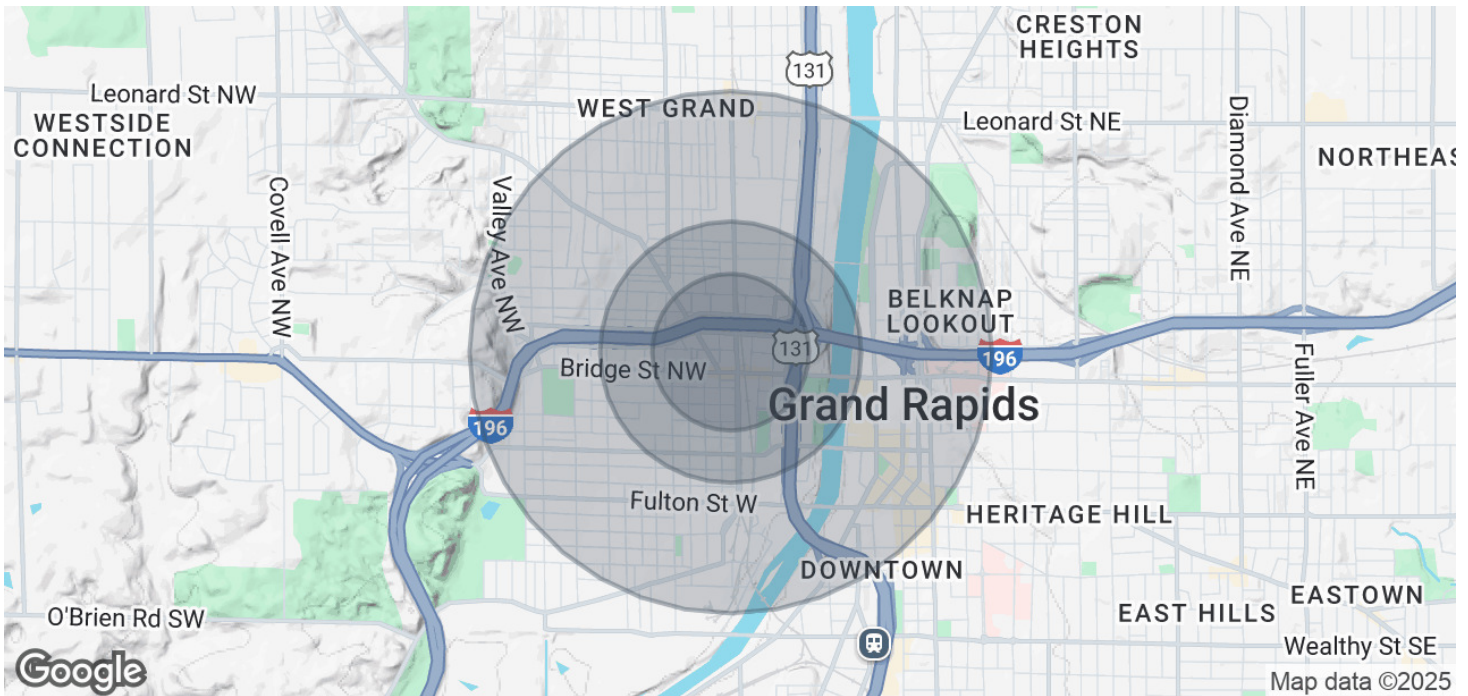 CRESTON
HEIGHTS
131
Leonard St NW
WEST GRAND
Leonard St NE
WESTSIDE
CONNECTION
Diamond Ave NE
NORTHEAS
Covell Ave NW
Valley Ave NW
BELKNAP
LOOKOUT
131
196
Bridge St NW
Fuller Ave NE
Grand Rapids
196
Fulton St W
HERITAGE HILL
DOWNTOWN
EASTOWN
EAST HILLS
O'Brien Rd SW
Wealthy St SE
Google
Map data ©2025